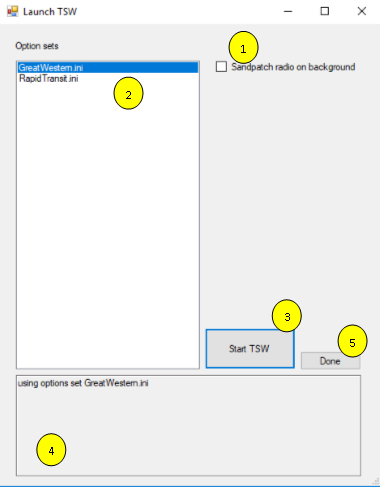 Launch TSW
Option sets
1
Sandpatch radio on background
GreatWestern.ini
RapidTransit.ini
2
3
Start TSW
5
Done
using options set GreatWestern.ini
4